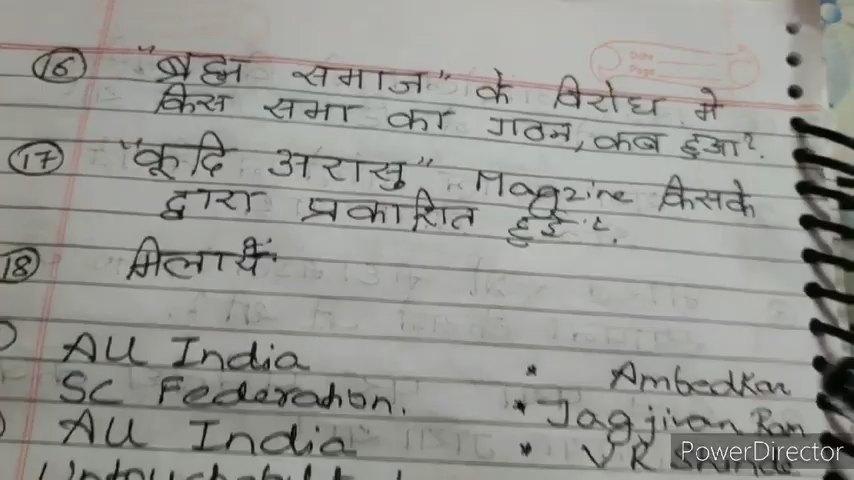 16 "ब्रह्म समाज" के विरोध मे
किस समा का गठन, कब हुआ?
17 "कूदि अरासु" Magzine किसके
द्वारा प्रकाशित हुई?
18 मिलायें
All India
SC Federation.
All India
* Ambedkar
* Jagjivan Ram
* V R
PowerDirector